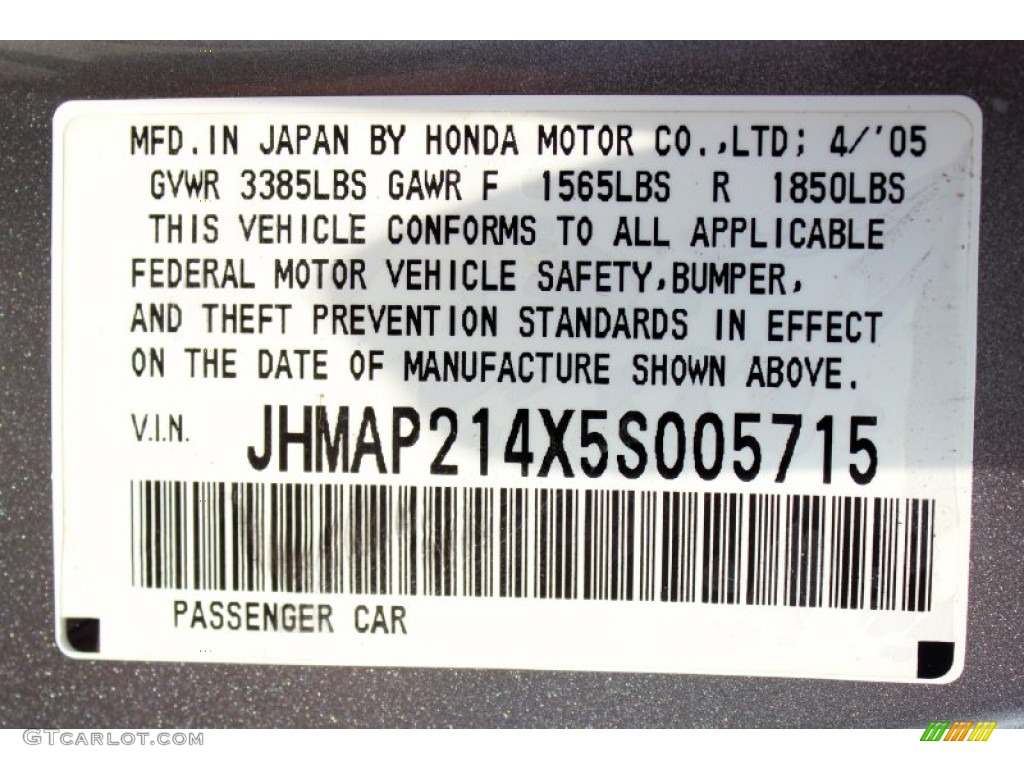 MFD. IN JAPAN BY HONDA MOTOR CO.,LTD; 4/'05
GVWR 3385LBS GAWR F 1565LBS R 1850LBS
THIS VEHICLE CONFORMS TO ALL APPLICABLE
FEDERAL MOTOR VEHICLE SAFETY,BUMPER,
AND THEFT PREVENTION STANDARDS IN EFFECT
ON THE DATE OF MANUFACTURE SHOWN ABOVE.
V.I.N. JHMAP214X5S005715
PASSENGER CAR
GTCARLOT.COM